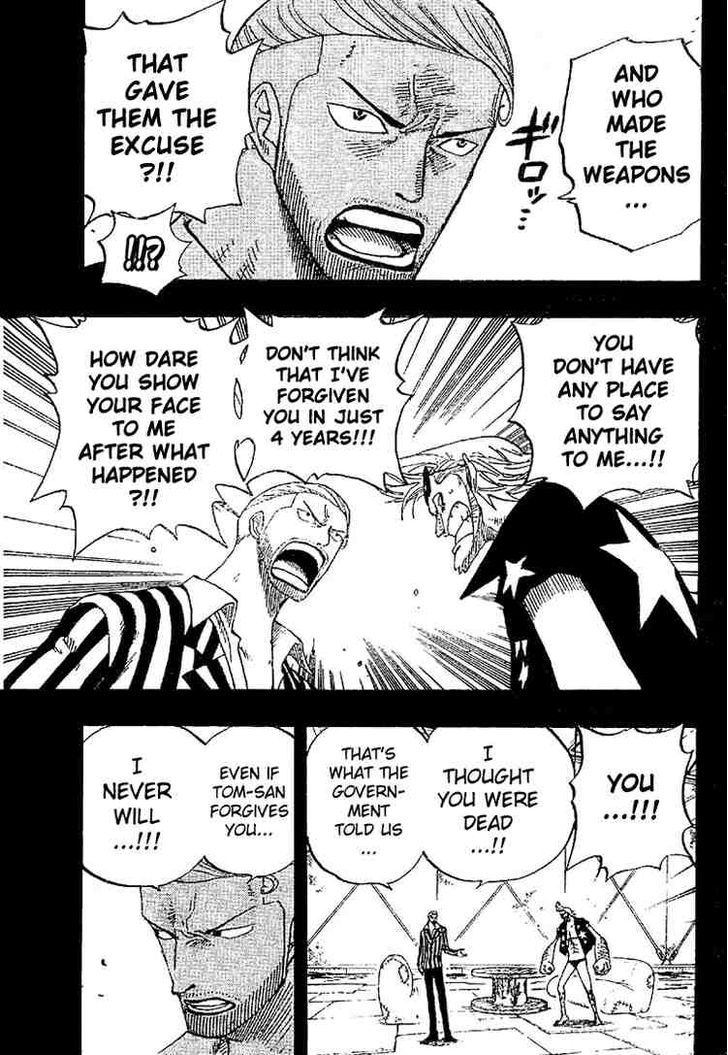 AND
WHO
MADE
THE
WEAPONS
...
ギロ…
THAT
GAVE
THEM THE
EXCUSE
?!!
!!!?
YOU
DON'T HAVE
ANY PLACE
TO SAY
ANYTHING
TO ME...!!
DON'T THINK
THAT I'VE
FORGIVEN
YOU IN JUST
4 YEARS!!!
HOW DARE
YOU SHOW
YOUR FACE
TO ME
AFTER WHAT
HAPPENED
?!!
YOU
...!!!
I
THOUGHT
YOU WERE
DEAD
...!!
THAT'S
WHAT THE
GOVERN-
MENT
TOLD US
...
EVEN IF
TOM-SAN
FORGIVES
YOU...
I
NEVER
WILL
...!!!